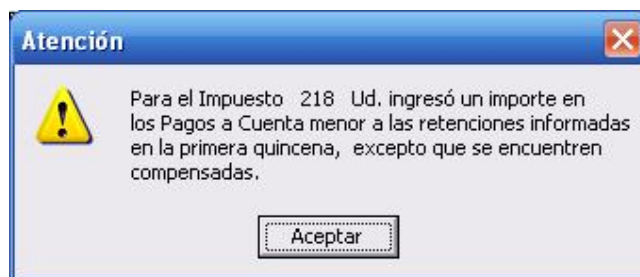 Atención
Para el Impuesto 218 Ud. ingresó un importe en
los Pagos a Cuenta menor a las retenciones informadas
en la primera quincena, excepto que se encuentren
compensadas.
Aceptar